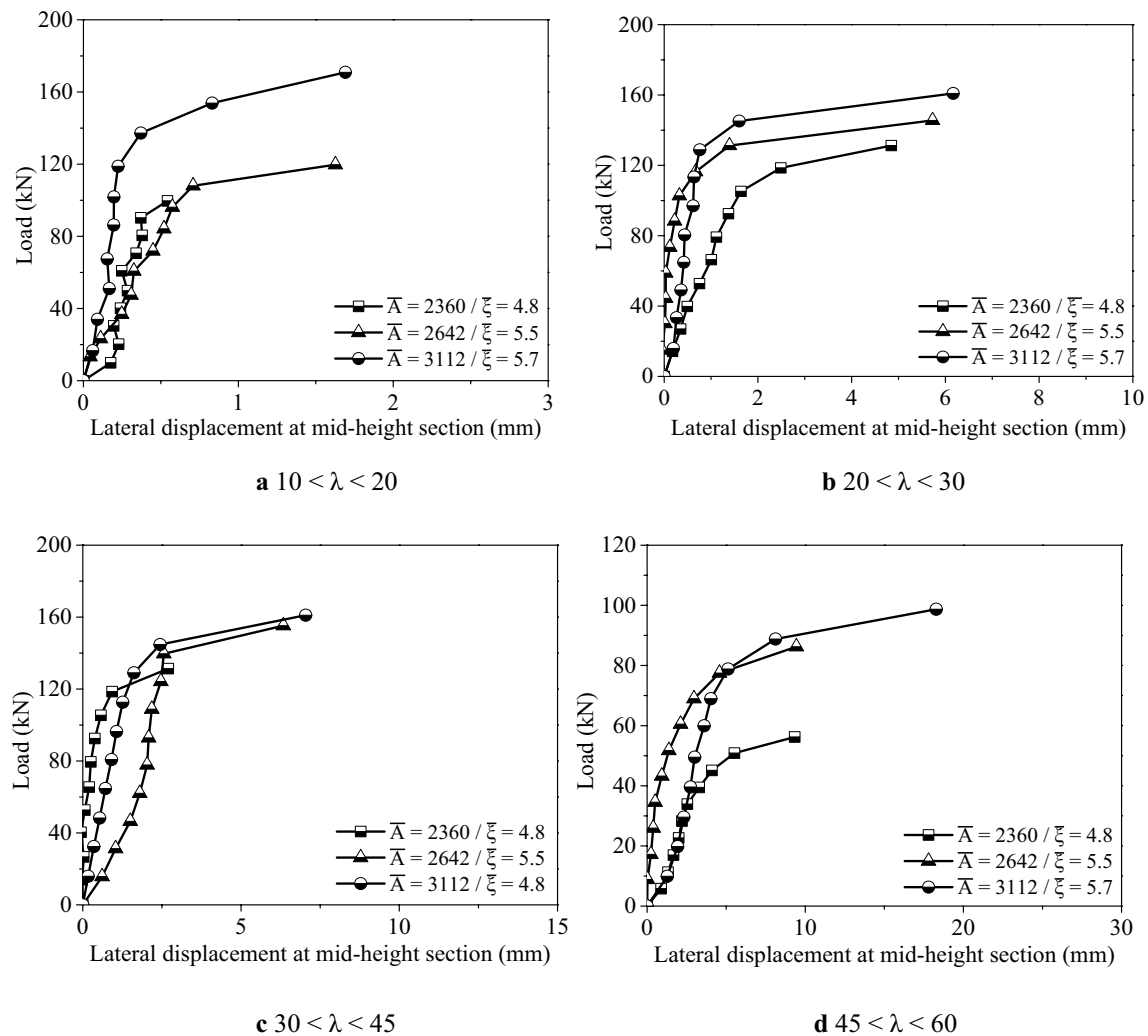 200
160
120
80
40
0
Load (kN)
A̅ = 2360 / ξ̅ = 4.8
A̅ = 2642 / ξ̅ = 5.5
A̅ = 3112 / ξ̅ = 5.7
0 1 2 3
Lateral displacement at mid-height section (mm)
a 10 < λ < 20
200
160
120
80
40
0
Load (kN)
A̅ = 2360 / ξ̅ = 4.8
A̅ = 2642 / ξ̅ = 5.5
A̅ = 3112 / ξ̅ = 5.7
0 2 4 6 8 10
Lateral displacement at mid-height section (mm)
b 20 < λ < 30
200
160
120
80
40
0
Load (kN)
A̅ = 2360 / ξ̅ = 4.8
A̅ = 2642 / ξ̅ = 5.5
A̅ = 3112 / ξ̅ = 4.8
0 5 10 15
Lateral displacement at mid-height section (mm)
c 30 < λ < 45
120
100
80
60
40
20
0
Load (kN)
A̅ = 2360 / ξ̅ = 4.8
A̅ = 2642 / ξ̅ = 5.5
A̅ = 3112 / ξ̅ = 5.7
0 10 20 30
Lateral displacement at mid-height section (mm)
d 45 < λ < 60